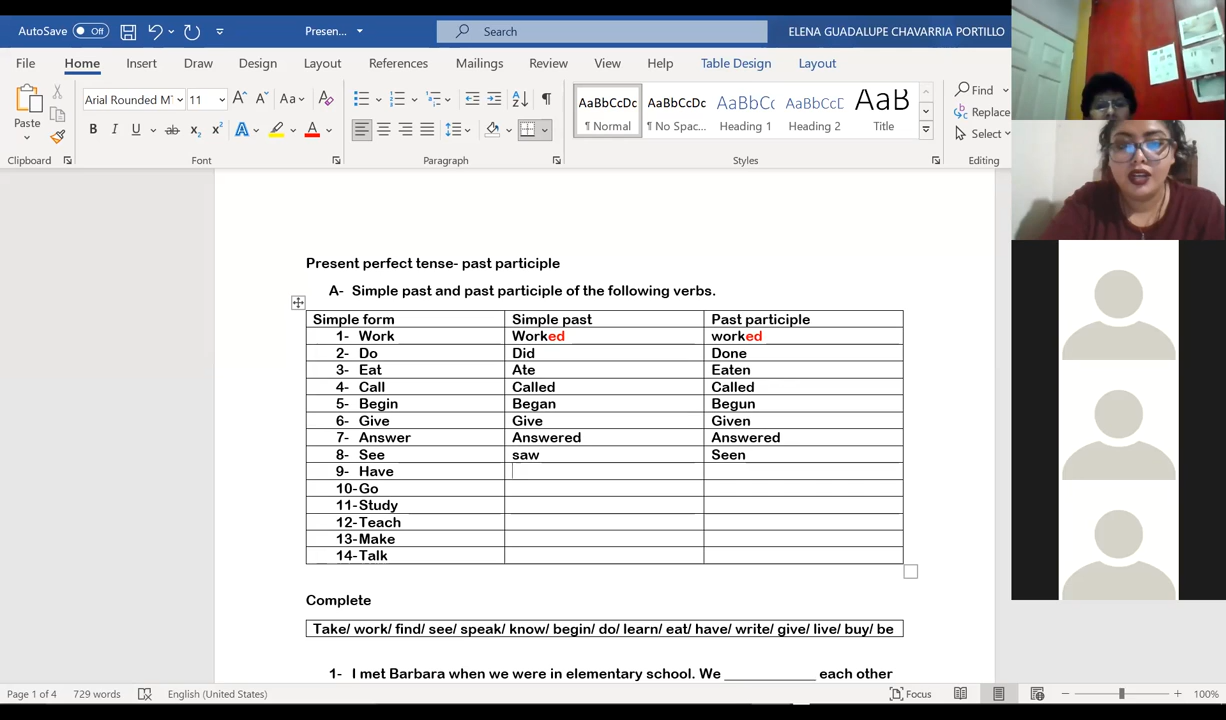 AutoSave Off Presen... Search ELENA GUADALUPE CHAVARRIA PORTILLO
File Home Insert Draw Design Layout References Mailings Review View Help Table Design Layout
Paste
Arial Rounded M 11 Aa
B I U ab x2 x2 A A
AaBbCcDc AaBbCcDc AaBbCc AaBbCcD AaB
¶ Normal ¶ No Spac... Heading 1 Heading 2 Title
Find
Replace
Select
Clipboard Font Paragraph Styles Editing
Present perfect tense- past participle
A- Simple past and past participle of the following verbs.
Simple form Simple past Past participle
1- Work Worked worked
2- Do Did Done
3- Eat Ate Eaten
4- Call Called Called
5- Begin Began Begun
6- Give Give Given
7- Answer Answered Answered
8- See saw Seen
9- Have
10- Go
11- Study
12- Teach
13- Make
14- Talk
Complete
Take/ work/ find/ see/ speak/ know/ begin/ do/ learn/ eat/ have/ write/ give/ live/ buy/ be
1- I met Barbara when we were in elementary school. We ____________ each other
Page 1 of 4 729 words English (United States) Focus 100%